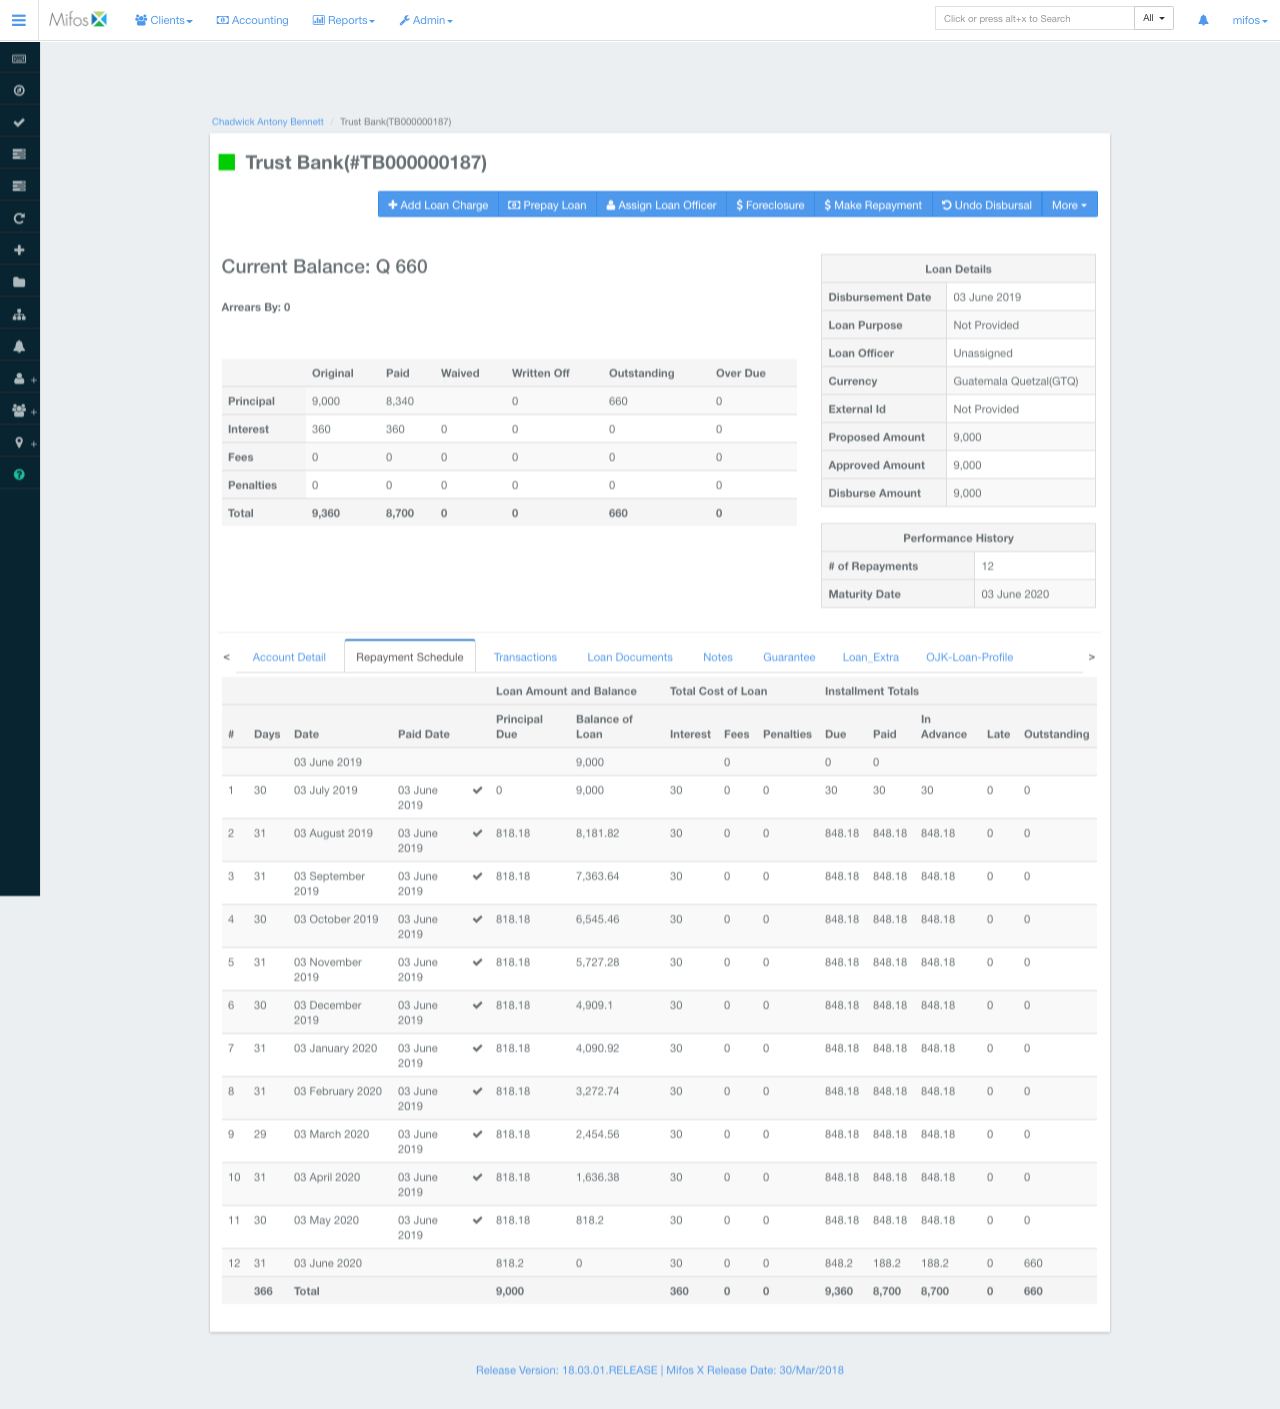 Mifos Clients Accounting Reports Admin Click or press alt+x to Search All mifos
Chadwick Antony Bennett / Trust Bank(TB000000187)
Trust Bank(#TB000000187)
Add Loan Charge Prepay Loan Assign Loan Officer Foreclosure Make Repayment Undo Disbursal More
Current Balance: Q 660
Arrears By: 0
Original Paid Waived Written Off Outstanding Over Due
Principal 9,000 8,340 0 660 0
Interest 360 360 0 0 0 0
Fees 0 0 0 0 0 0
Penalties 0 0 0 0 0 0
Total 9,360 8,700 0 0 660 0
Loan Details
Disbursement Date 03 June 2019
Loan Purpose Not Provided
Loan Officer Unassigned
Currency Guatemala Quetzal(GTQ)
External Id Not Provided
Proposed Amount 9,000
Approved Amount 9,000
Disburse Amount 9,000
Performance History
# of Repayments 12
Maturity Date 03 June 2020
< Account Detail Repayment Schedule Transactions Loan Documents Notes Guarantee Loan_Extra OJK-Loan-Profile >
Loan Amount and Balance Total Cost of Loan Installment Totals
Principal Balance of In
# Days Date Paid Date Due Loan Interest Fees Penalties Due Paid Advance Late Outstanding
03 June 2019 9,000 0 0 0
1 30 03 July 2019 03 June 0 9,000 30 0 0 30 30 30 0 0
2019
2 31 03 August 2019 03 June 818.18 8,181.82 30 0 0 848.18 848.18 848.18 0 0
2019
3 31 03 September 03 June 818.18 7,363.64 30 0 0 848.18 848.18 848.18 0 0
2019 2019
4 30 03 October 2019 03 June 818.18 6,545.46 30 0 0 848.18 848.18 848.18 0 0
2019
5 31 03 November 03 June 818.18 5,727.28 30 0 0 848.18 848.18 848.18 0 0
2019 2019
6 30 03 December 03 June 818.18 4,909.1 30 0 0 848.18 848.18 848.18 0 0
2019 2019
7 31 03 January 2020 03 June 818.18 4,090.92 30 0 0 848.18 848.18 848.18 0 0
2019
8 31 03 February 2020 03 June 818.18 3,272.74 30 0 0 848.18 848.18 848.18 0 0
2019
9 29 03 March 2020 03 June 818.18 2,454.56 30 0 0 848.18 848.18 848.18 0 0
2019
10 31 03 April 2020 03 June 818.18 1,636.38 30 0 0 848.18 848.18 848.18 0 0
2019
11 30 03 May 2020 03 June 818.18 818.2 30 0 0 848.18 848.18 848.18 0 0
2019
12 31 03 June 2020 818.2 0 30 0 0 848.2 188.2 188.2 0 660
366 Total 9,000 360 0 0 9,360 8,700 8,700 0 660
Release Version: 18.03.01.RELEASE | Mifos X Release Date: 30/Mar/2018